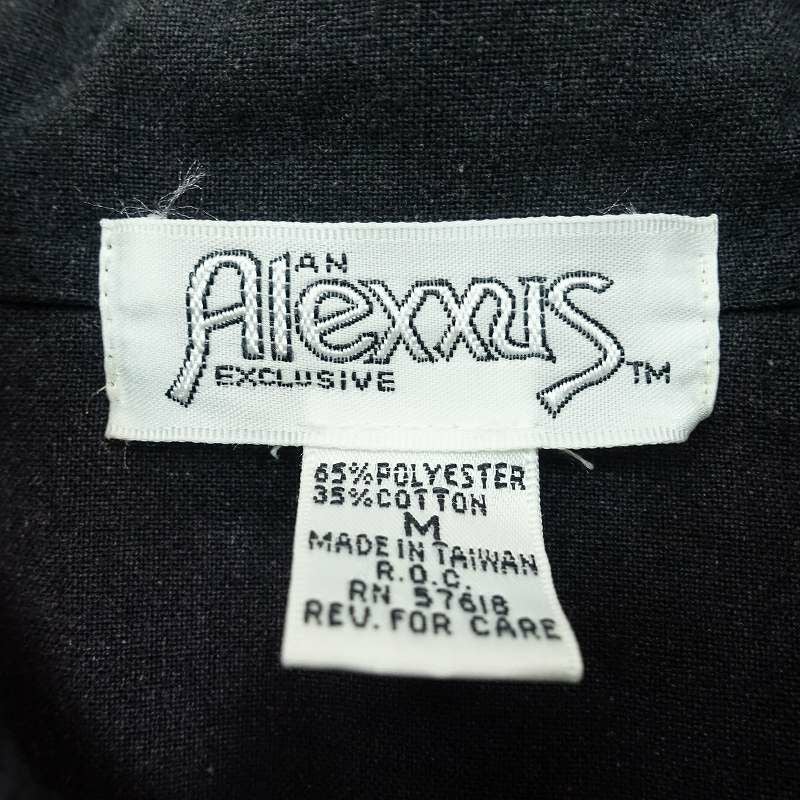 AN
Alexxus
EXCLUSIVE TM
65% POLYESTER
35% COTTON
M
MADE IN TAIWAN
R.O.C.
RN 57618
REV. FOR CARE